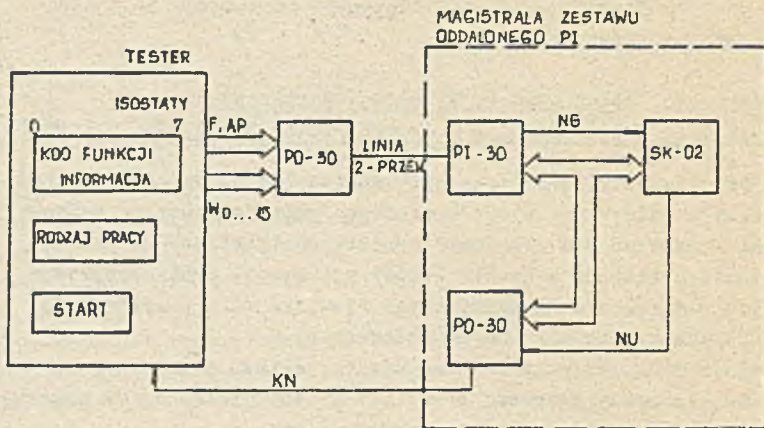 MAGISTRALA ZESTAWU
ODDALONEGO PI
TESTER
ISOSTATY
0 7
KOD FUNKCJI
INFORMACJA
RODZAJ PRACY
START
F, AP
W0...15
PO-30
LINIA
2-PRZEW
PI-30
NG
SK-02
PO-30
NU
KN